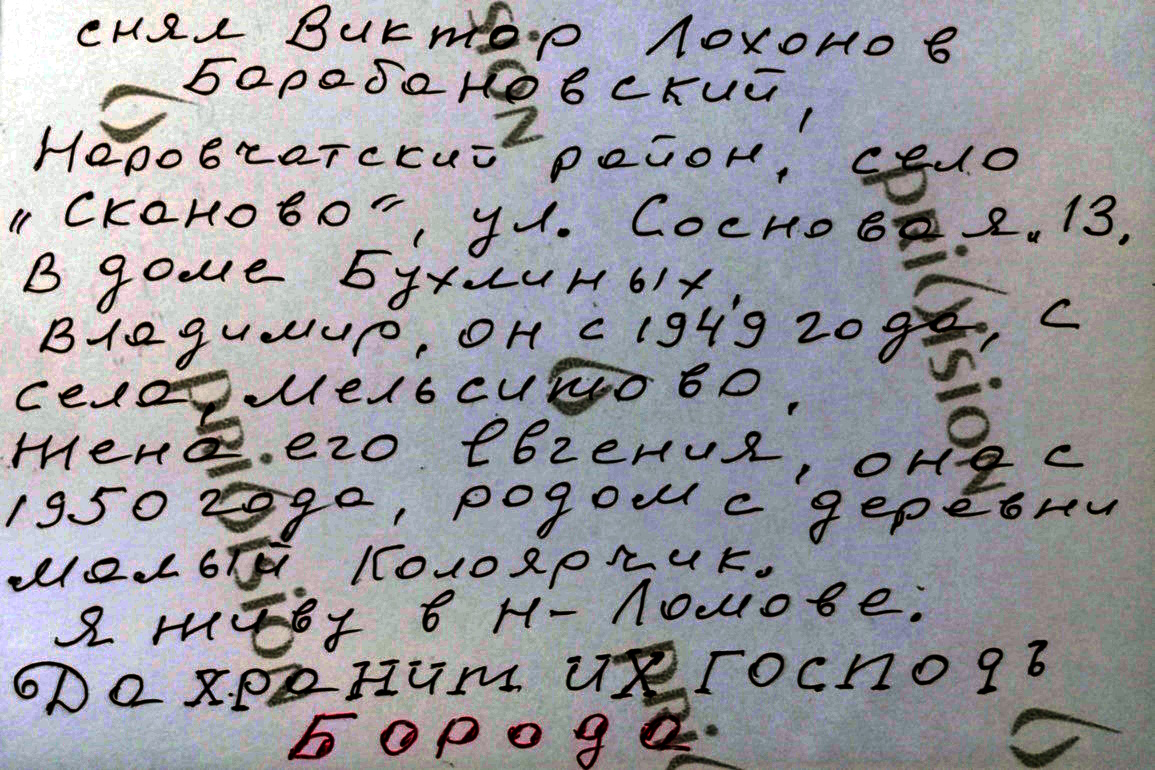 снял Виктор Лохонов
Барабановский,
Наровчатский район, село
"Сканово", ул. Сосновая. 13.
В доме Бухлиных,
Владимир, он с 1949 года, с
села, Мельситово,
Жена его Евгения, она с
1950 года, родом с деревни
малый Колоярчик.
Я живу в Н-Ломове.
Да хранит их Господь
Борода